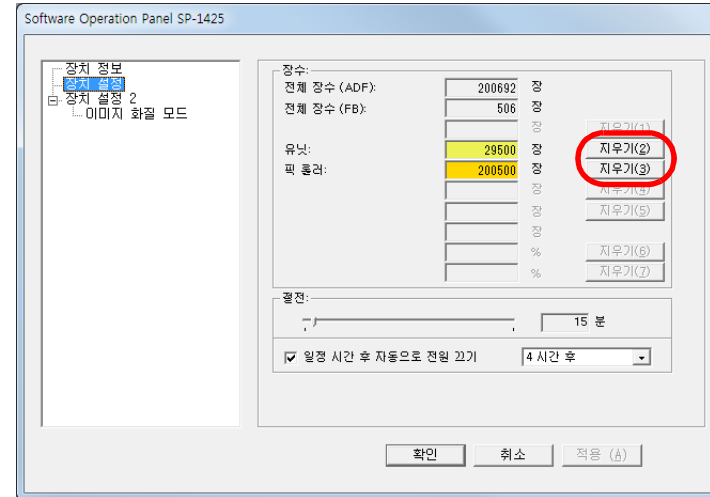 Software Operation Panel SP-1425
장치 정보
장치 설정
장치 설정 2
이미지 화질 모드
장수:
전체 장수 (ADF): 200692 장
전체 장수 (FB): 506 장
장 지우기(1)
유닛: 29500 장 지우기(2)
픽 롤러: 200500 장 지우기(3)
장 지우기(4)
장 지우기(5)
장
% 지우기(6)
% 지우기(7)
절전:
15 분
일정 시간 후 자동으로 전원 끄기 4 시간 후
확인 취소 적용 (A)